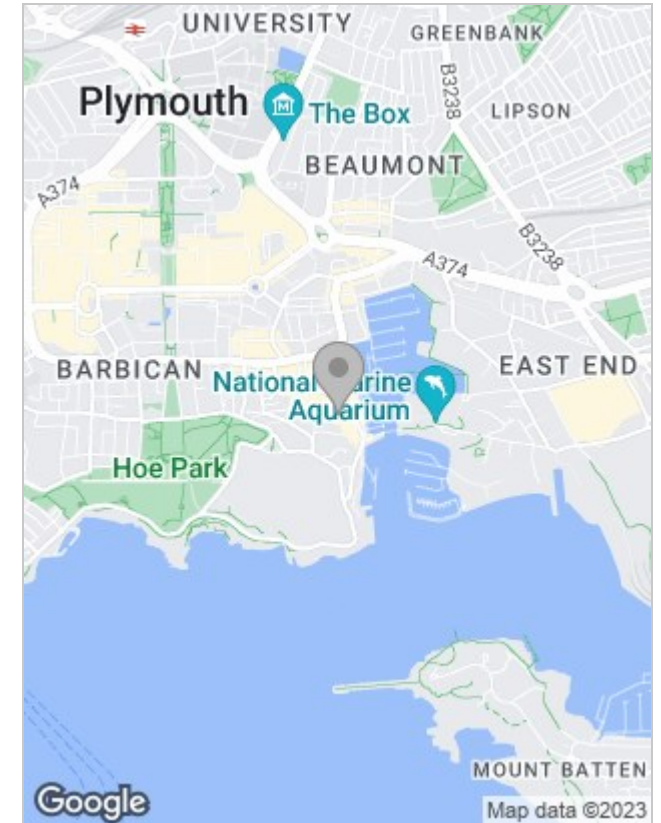 UNIVERSITY
GREENBANK
Plymouth
The Box
B3238
LIPSON
BEAUMONT
A374
B3238
A374
BARBICAN
National Marine
Aquarium
EAST END
Hoe Park
MOUNT BATTEN
Google
Map data ©2023